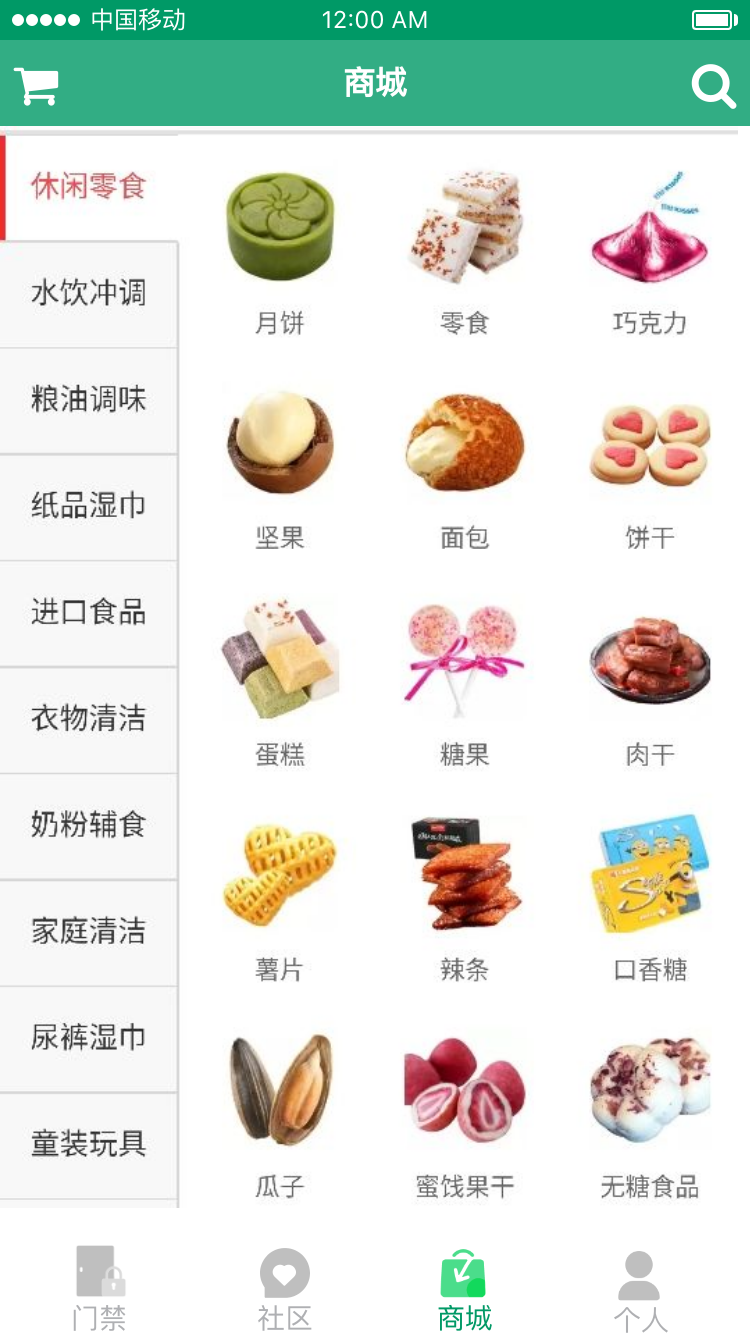 中国移动 12:00 AM
商城
休闲零食
水饮冲调
粮油调味
纸品湿巾
进口食品
衣物清洁
奶粉辅食
家庭清洁
尿裤湿巾
童装玩具
月饼 零食 巧克力
坚果 面包 饼干
蛋糕 糖果 肉干
薯片 辣条 口香糖
瓜子 蜜饯果干 无糖食品
门禁 社区 商城 个人